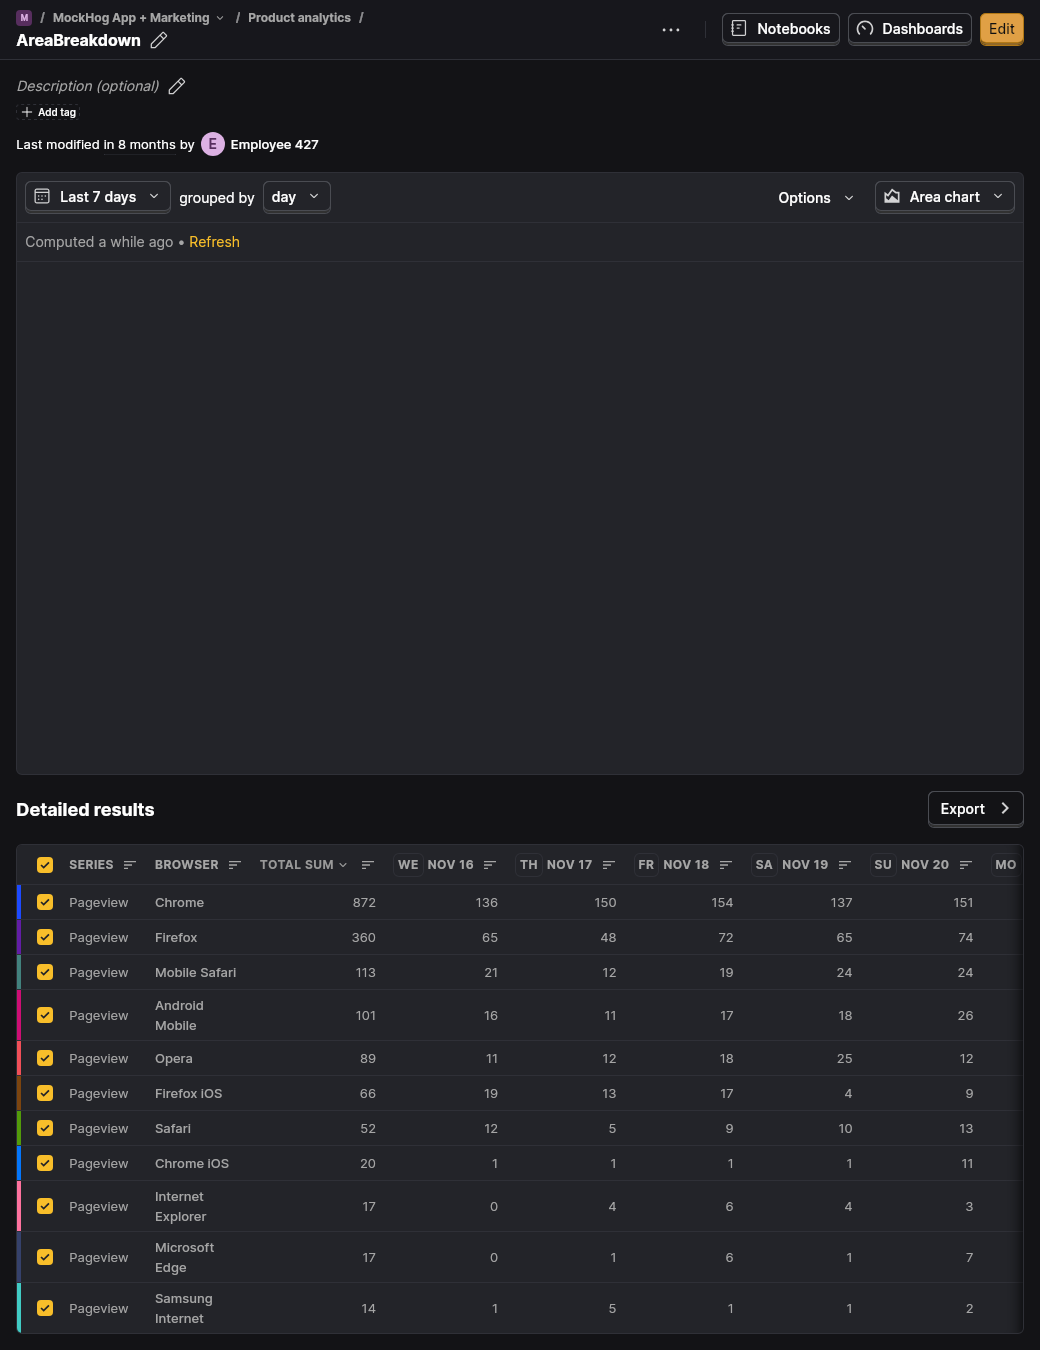 M / MockHog App + Marketing / Product analytics /
AreaBreakdown
Notebooks
Dashboards
Edit
Description (optional)
Add tag
Last modified in 8 months by E Employee 427
Last 7 days grouped by day
Options
Area chart
Computed a while ago • Refresh
Detailed results
Export
SERIES BROWSER TOTAL SUM WE NOV 16 TH NOV 17 FR NOV 18 SA NOV 19 SU NOV 20 MO
Pageview Chrome 872 136 150 154 137 151
Pageview Firefox 360 65 48 72 65 74
Pageview Mobile Safari 113 21 12 19 24 24
Pageview Android Mobile 101 16 11 17 18 26
Pageview Opera 89 11 12 18 25 12
Pageview Firefox iOS 66 19 13 17 4 9
Pageview Safari 52 12 5 9 10 13
Pageview Chrome iOS 20 1 1 1 1 11
Pageview Internet Explorer 17 0 4 6 4 3
Pageview Microsoft Edge 17 0 1 6 1 7
Pageview Samsung Internet 14 1 5 1 1 2